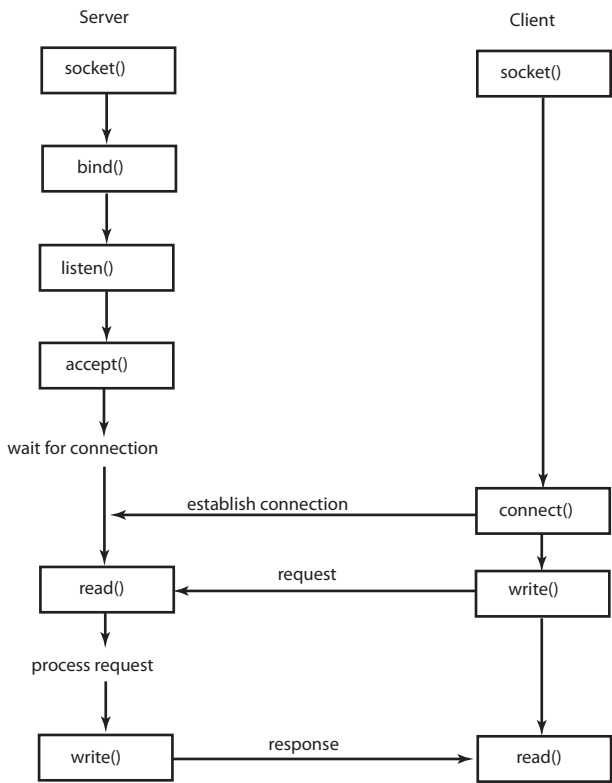 Server
Client
socket()
socket()
bind()
listen()
accept()
wait for connection
establish connection
connect()
read()
request
write()
process request
write()
response
read()